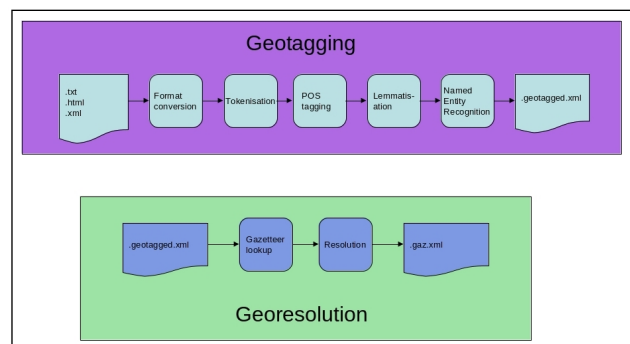 Geotagging
.txt
.html
.xml
Format
conversion
Tokenisation
POS
tagging
Lemmatis-
ation
Named
Entity
Recognition
.geotagged.xml
.geotagged.xml
Gazetteer
lookup
Resolution
.gaz.xml
Georesolution